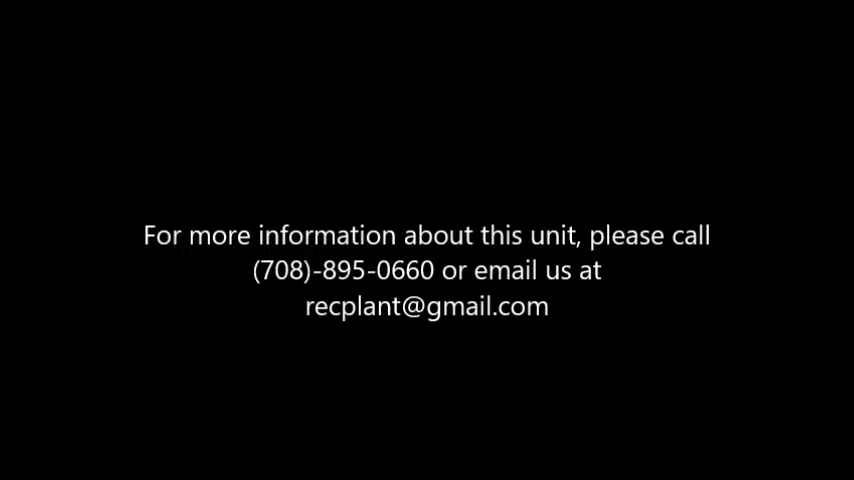 For more information about this unit, please call
(708)-895-0660 or email us at
recplant@gmail.com